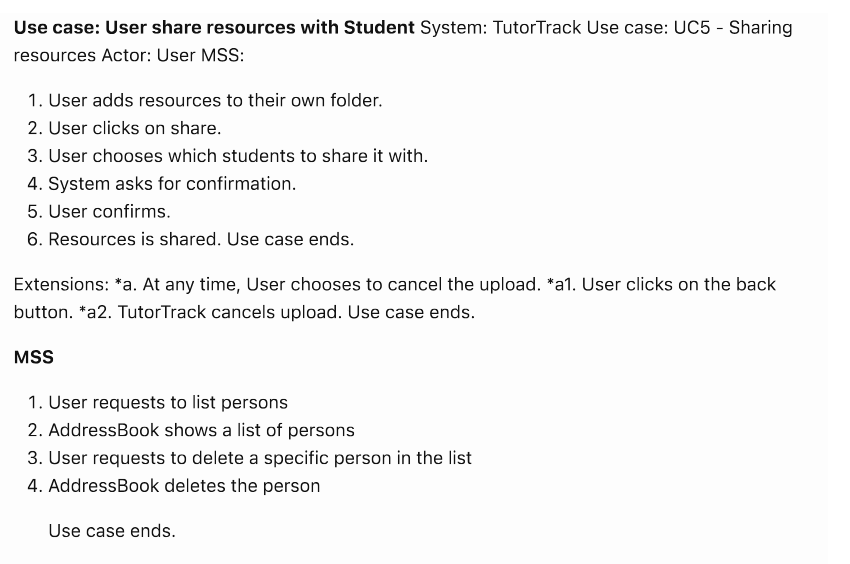 Use case: User share resources with Student System: TutorTrack Use case: UC5 - Sharing
resources Actor: User MSS:
1. User adds resources to their own folder.
2. User clicks on share.
3. User chooses which students to share it with.
4. System asks for confirmation.
5. User confirms.
6. Resources is shared. Use case ends.
Extensions: *a. At any time, User chooses to cancel the upload. *a1. User clicks on the back
button. *a2. TutorTrack cancels upload. Use case ends.
MSS
1. User requests to list persons
2. AddressBook shows a list of persons
3. User requests to delete a specific person in the list
4. AddressBook deletes the person
Use case ends.